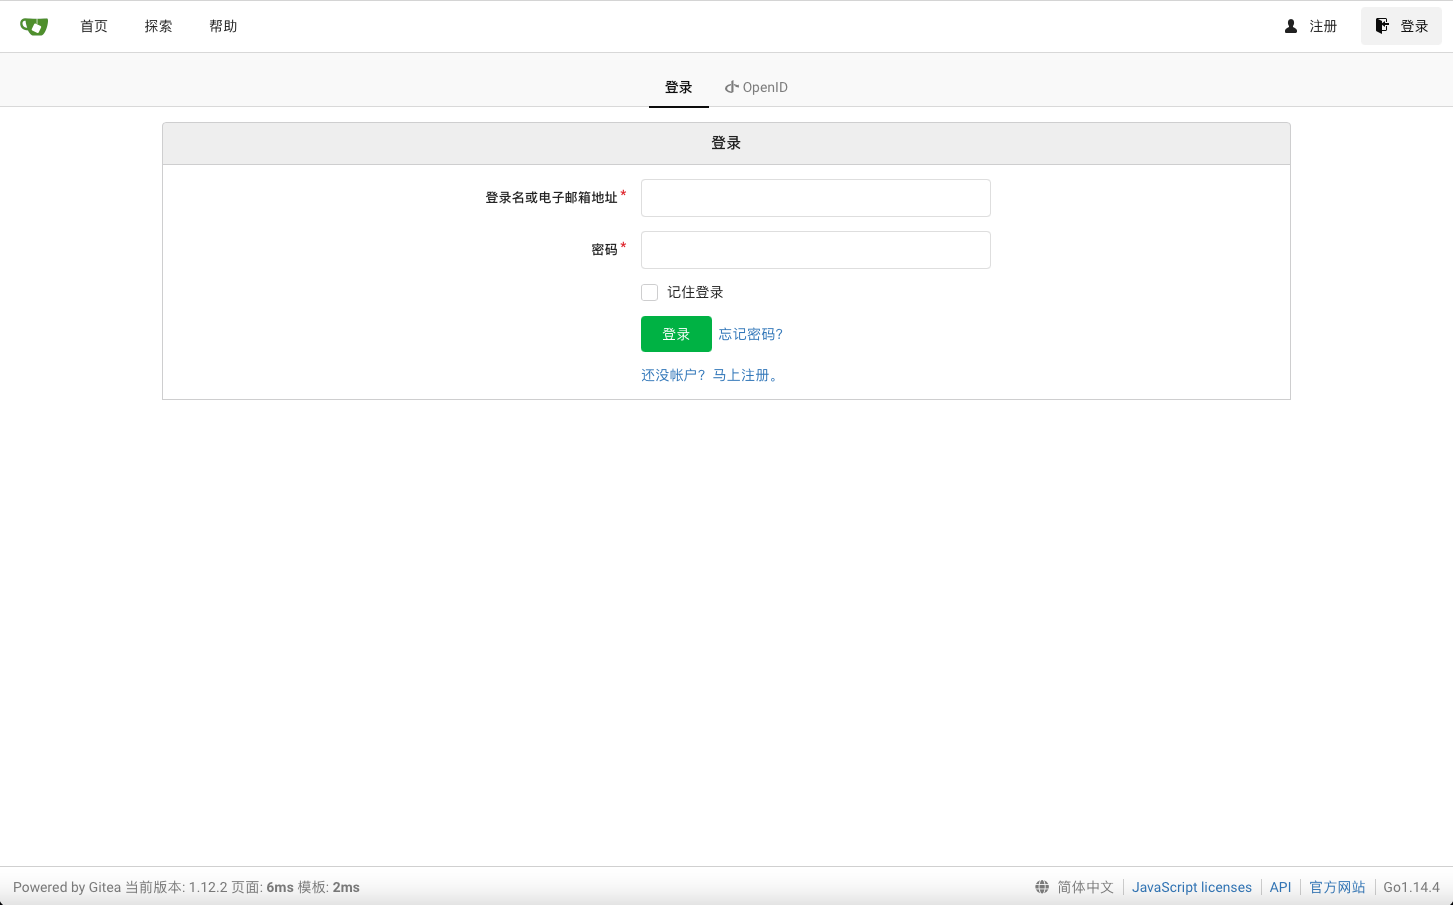 首页 探索 帮助 注册 登录
登录 OpenID
登录
登录名或电子邮箱地址*
密码*
记住登录
登录 忘记密码?
还没帐户? 马上注册。
Powered by Gitea 当前版本: 1.12.2 页面: 6ms 模板: 2ms 简体中文 JavaScript licenses API 官方网站 Go1.14.4